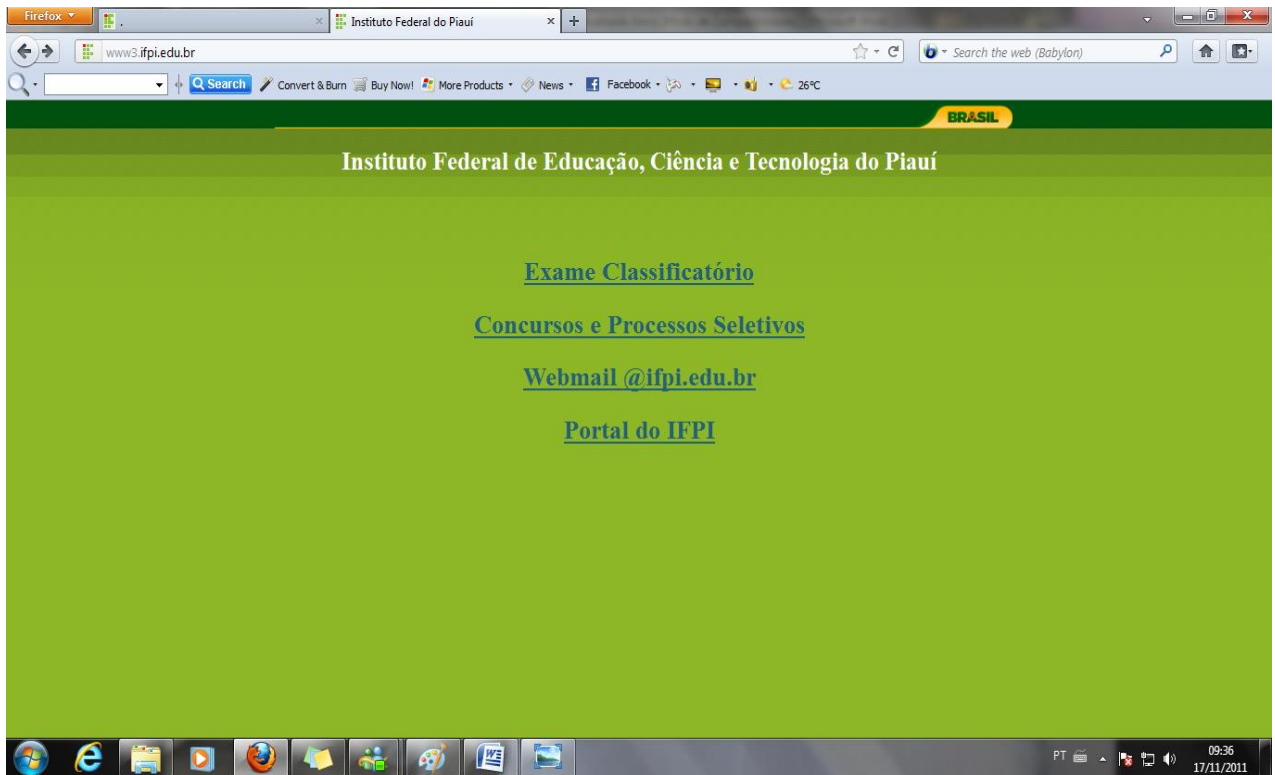 Firefox
.
Instituto Federal do Piauí
www3.ifpi.edu.br
Search the web (Babylon)
Search Convert & Burn Buy Now! More Products News Facebook 26°C
BRASIL
Instituto Federal de Educação, Ciência e Tecnologia do Piauí
Exame Classificatório
Concursos e Processos Seletivos
Webmail @ifpi.edu.br
Portal do IFPI
PT
09:36
17/11/2011